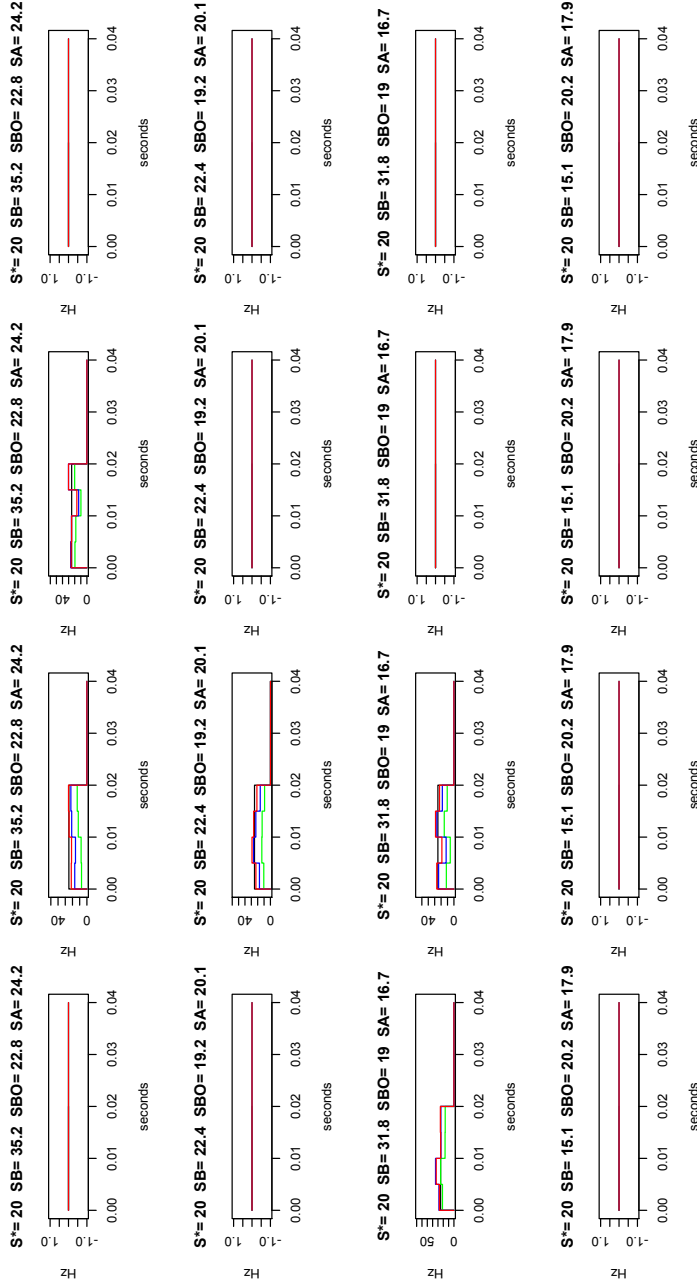 S*= 20 SB= 35.2 SBO= 22.8 SA= 24.2
Hz
1.0
-1.0
0.00 0.01 0.02 0.03 0.04
seconds
S*= 20 SB= 35.2 SBO= 22.8 SA= 24.2
Hz
40
0
0.00 0.01 0.02 0.03 0.04
seconds
S*= 20 SB= 35.2 SBO= 22.8 SA= 24.2
Hz
40
0
0.00 0.01 0.02 0.03 0.04
seconds
S*= 20 SB= 35.2 SBO= 22.8 SA= 24.2
Hz
1.0
-1.0
0.00 0.01 0.02 0.03 0.04
seconds
S*= 20 SB= 22.4 SBO= 19.2 SA= 20.1
Hz
1.0
-1.0
0.00 0.01 0.02 0.03 0.04
seconds
S*= 20 SB= 22.4 SBO= 19.2 SA= 20.1
Hz
40
0
0.00 0.01 0.02 0.03 0.04
seconds
S*= 20 SB= 22.4 SBO= 19.2 SA= 20.1
Hz
1.0
-1.0
0.00 0.01 0.02 0.03 0.04
seconds
S*= 20 SB= 22.4 SBO= 19.2 SA= 20.1
Hz
1.0
-1.0
0.00 0.01 0.02 0.03 0.04
seconds
S*= 20 SB= 31.8 SBO= 19 SA= 16.7
Hz
50
0
0.00 0.01 0.02 0.03 0.04
seconds
S*= 20 SB= 31.8 SBO= 19 SA= 16.7
Hz
40
0
0.00 0.01 0.02 0.03 0.04
seconds
S*= 20 SB= 31.8 SBO= 19 SA= 16.7
Hz
1.0
-1.0
0.00 0.01 0.02 0.03 0.04
seconds
S*= 20 SB= 31.8 SBO= 19 SA= 16.7
Hz
1.0
-1.0
0.00 0.01 0.02 0.03 0.04
seconds
S*= 20 SB= 15.1 SBO= 20.2 SA= 17.9
Hz
1.0
-1.0
0.00 0.01 0.02 0.03 0.04
seconds
S*= 20 SB= 15.1 SBO= 20.2 SA= 17.9
Hz
1.0
-1.0
0.00 0.01 0.02 0.03 0.04
seconds
S*= 20 SB= 15.1 SBO= 20.2 SA= 17.9
Hz
1.0
-1.0
0.00 0.01 0.02 0.03 0.04
seconds
S*= 20 SB= 15.1 SBO= 20.2 SA= 17.9
Hz
1.0
-1.0
0.00 0.01 0.02 0.03 0.04
seconds